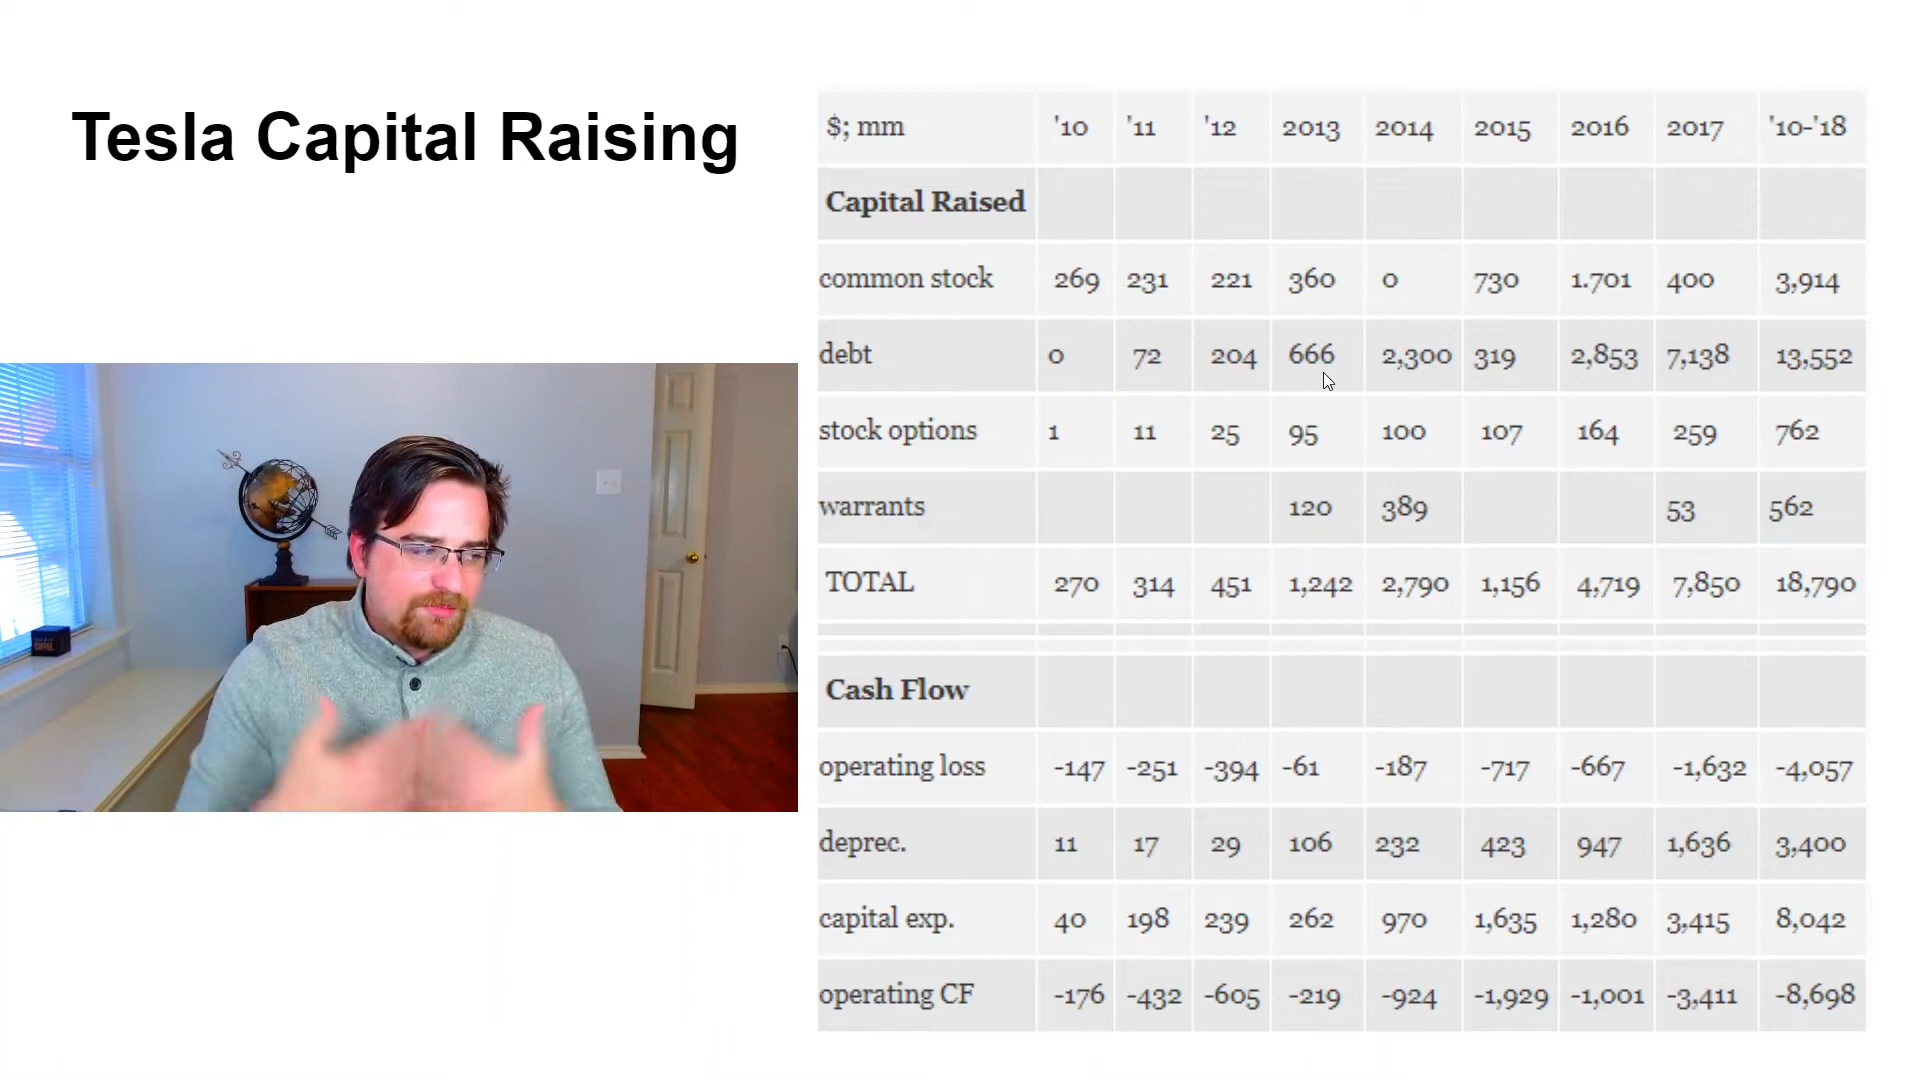 Tesla Capital Raising
$; mm '10 '11 '12 2013 2014 2015 2016 2017 '10-'18
Capital Raised
common stock 269 231 221 360 0 730 1.701 400 3,914
debt 0 72 204 666 2,300 319 2,853 7,138 13,552
stock options 1 11 25 95 100 107 164 259 762
warrants 120 389 53 562
TOTAL 270 314 451 1,242 2,790 1,156 4,719 7,850 18,790
Cash Flow
operating loss -147 -251 -394 -61 -187 -717 -667 -1,632 -4,057
deprec. 11 17 29 106 232 423 947 1,636 3,400
capital exp. 40 198 239 262 970 1,635 1,280 3,415 8,042
operating CF -176 -432 -605 -219 -924 -1,929 -1,001 -3,411 -8,698